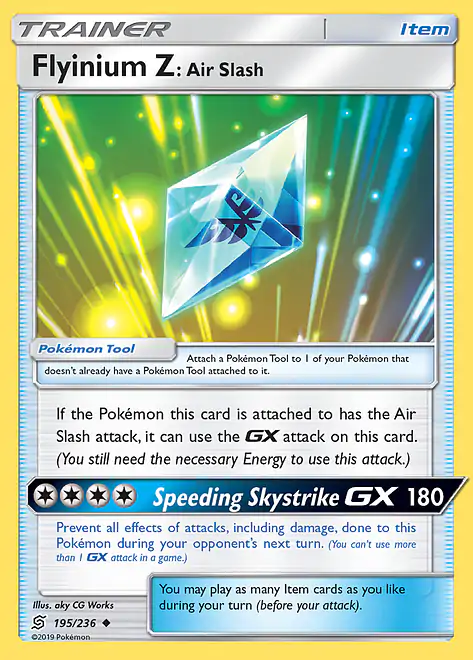 TRAINER Item
Flyinium Z: Air Slash
Pokémon Tool
Attach a Pokémon Tool to 1 of your Pokémon that
doesn't already have a Pokémon Tool attached to it.
If the Pokémon this card is attached to has the Air
Slash attack, it can use the GX attack on this card.
(You still need the necessary Energy to use this attack.)
Speeding Skystrike GX 180
Prevent all effects of attacks, including damage, done to this
Pokémon during your opponent's next turn. (You can't use more
than 1 GX attack in a game.)
You may play as many Item cards as you like
during your turn (before your attack).
Illus. aky CG Works
195/236
©2019 Pokémon